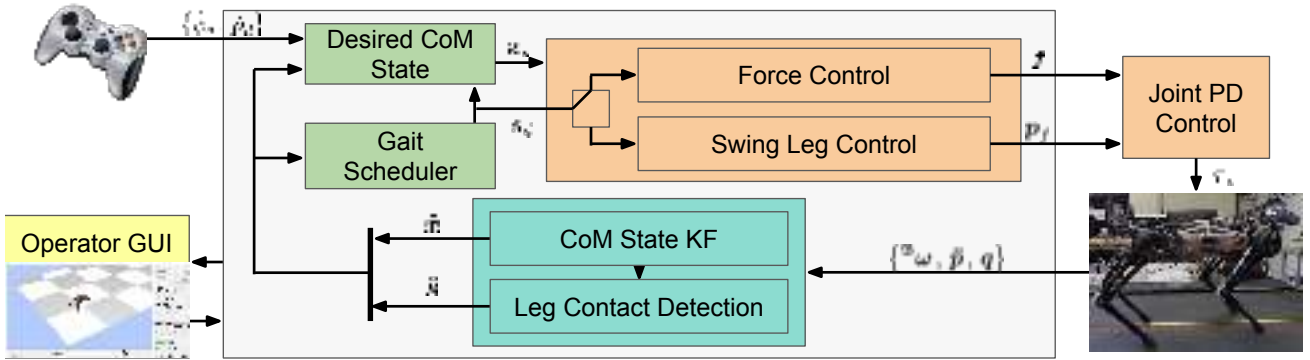 Desired CoM
State
Gait
Scheduler
Force Control
Swing Leg Control
Joint PD
Control
Operator GUI
CoM State KF
Leg Contact Detection